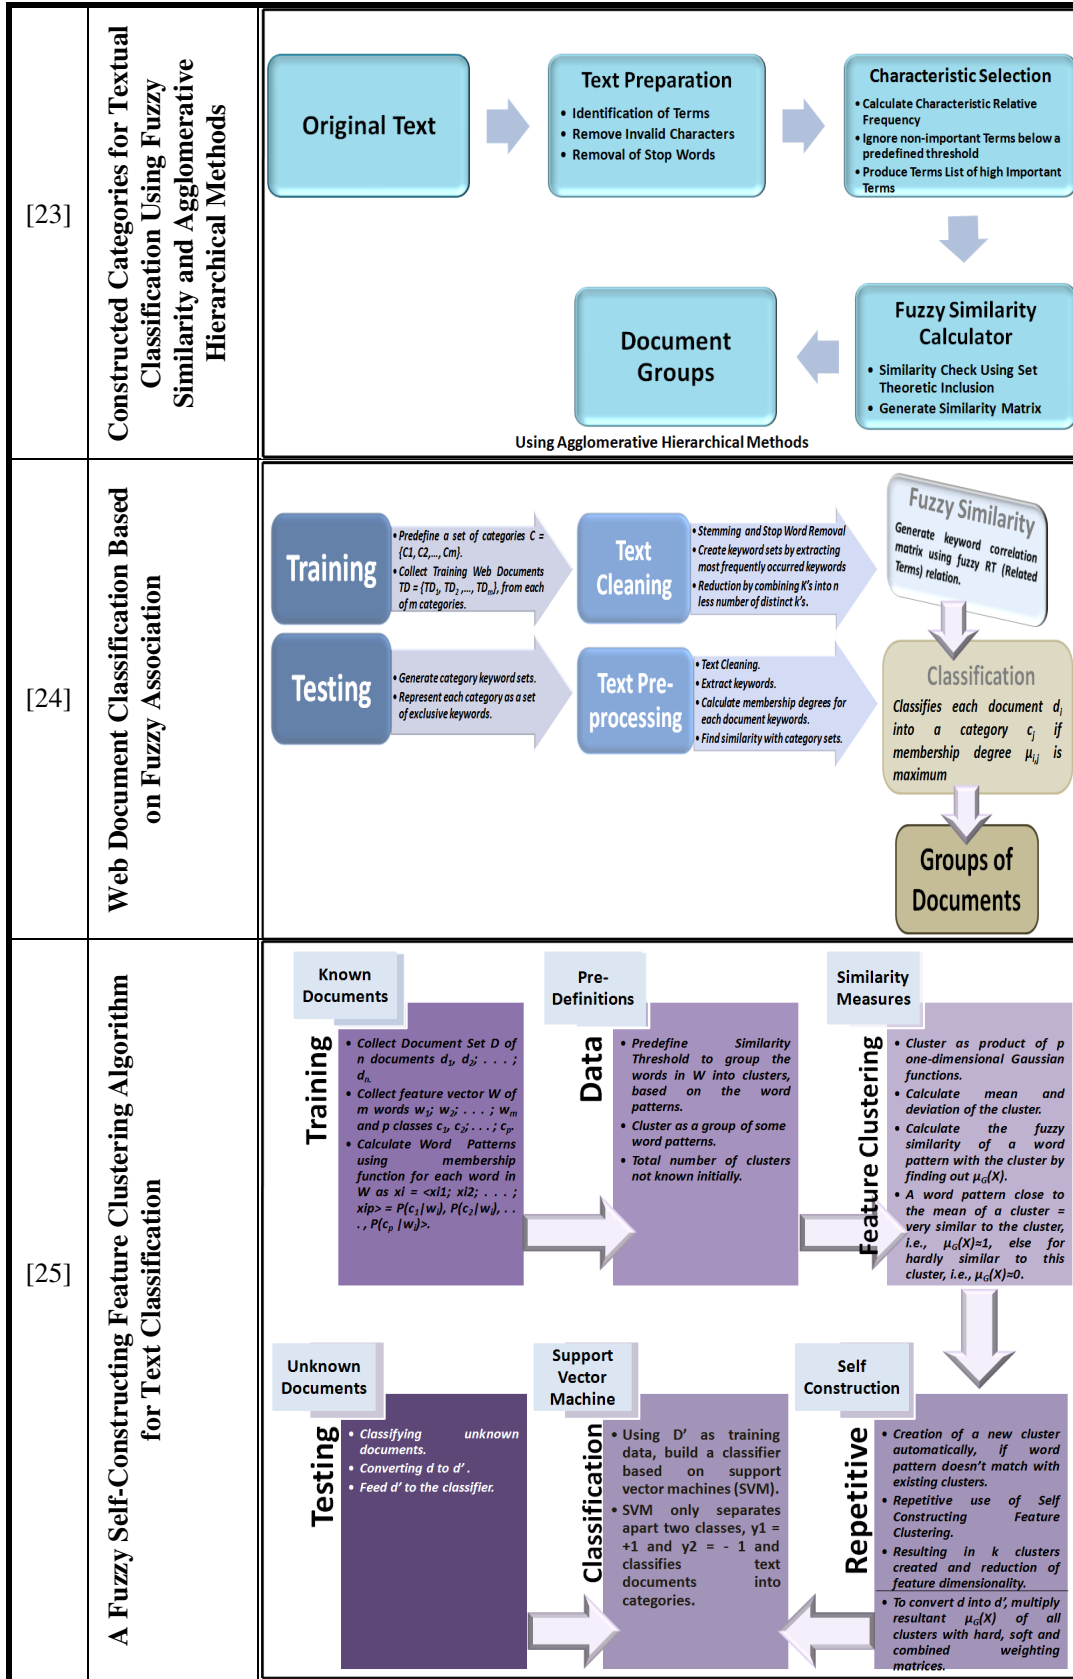 [23]
Constructed Categories for Textual
Classification Using Fuzzy
Similarity and Agglomerative
Hierarchical Methods
Original Text
Text Preparation
• Identification of Terms
• Remove Invalid Characters
• Removal of Stop Words
Characteristic Selection
• Calculate Characteristic Relative
Frequency
• Ignore non-important Terms below a
predefined threshold
• Produce Terms List of high Important
Terms
Fuzzy Similarity
Calculator
• Similarity Check Using Set
Theoretic Inclusion
• Generate Similarity Matrix
Document
Groups
Using Agglomerative Hierarchical Methods
[24]
Web Document Classification Based
on Fuzzy Association
Training
• Predefine a set of categories C =
{C1, C2,..., Cm}.
• Collect Training Web Documents
TD = {TD1, TD2 ,..., TDm}, from each
of m categories.
Text
Cleaning
• Stemming and Stop Word Removal
• Create keyword sets by extracting
most frequently occurred keywords
• Reduction by combining K's into n
less number of distinct k's.
Fuzzy Similarity
Generate keyword correlation
matrix using fuzzy RT (Related
Terms) relation.
Testing
• Generate category keyword sets.
• Represent each category as a set
of exclusive keywords.
Text Pre-
processing
• Text Cleaning.
• Extract keywords.
• Calculate membership degrees for
each document keywords.
• Find similarity with category sets.
Classification
Classifies each document di
into a category cj if
membership degree μi,j is
maximum
Groups of
Documents
[25]
A Fuzzy Self-Constructing Feature Clustering Algorithm
for Text Classification
Known
Documents
Training
• Collect Document Set D of
n documents d1, d2; . . . ;
dn.
• Collect feature vector W of
m words w1; w2; . . . ; wm
and p classes c1, c2; . . . ; cp.
• Calculate Word Patterns
using membership
function for each word in
W as xi = <xi1; xi2; . . . ;
xip> = P(c1|wi), P(c2|wi), . .
. , P(cp |wi)>.
Pre-
Definitions
Data
• Predefine Similarity
Threshold to group the
words in W into clusters,
based on the word
patterns.
• Cluster as a group of some
word patterns.
• Total number of clusters
not known initially.
Similarity
Measures
Feature Clustering
• Cluster as product of p
one-dimensional Gaussian
functions.
• Calculate mean and
deviation of the cluster.
• Calculate the fuzzy
similarity of a word
pattern with the cluster by
finding out μG(X).
• A word pattern close to
the mean of a cluster =
very similar to the cluster,
i.e., μG(X)≈1, else for
hardly similar to this
cluster, i.e., μG(X)≈0.
Unknown
Documents
Testing
• Classifying unknown
documents.
• Converting d to d' .
• Feed d' to the classifier.
Support
Vector
Machine
Classification
• Using D' as training
data, build a classifier
based on support
vector machines (SVM).
• SVM only separates
apart two classes, y1 =
+1 and y2 = - 1 and
classifies text
documents into
categories.
Self
Construction
Repetitive
• Creation of a new cluster
automatically, if word
pattern doesn't match with
existing clusters.
• Repetitive use of Self
Constructing Feature
Clustering.
• Resulting in k clusters
created and reduction of
feature dimensionality.
• To convert d into d', multiply
resultant μG(X) of all
clusters with hard, soft and
combined weighting
matrices.